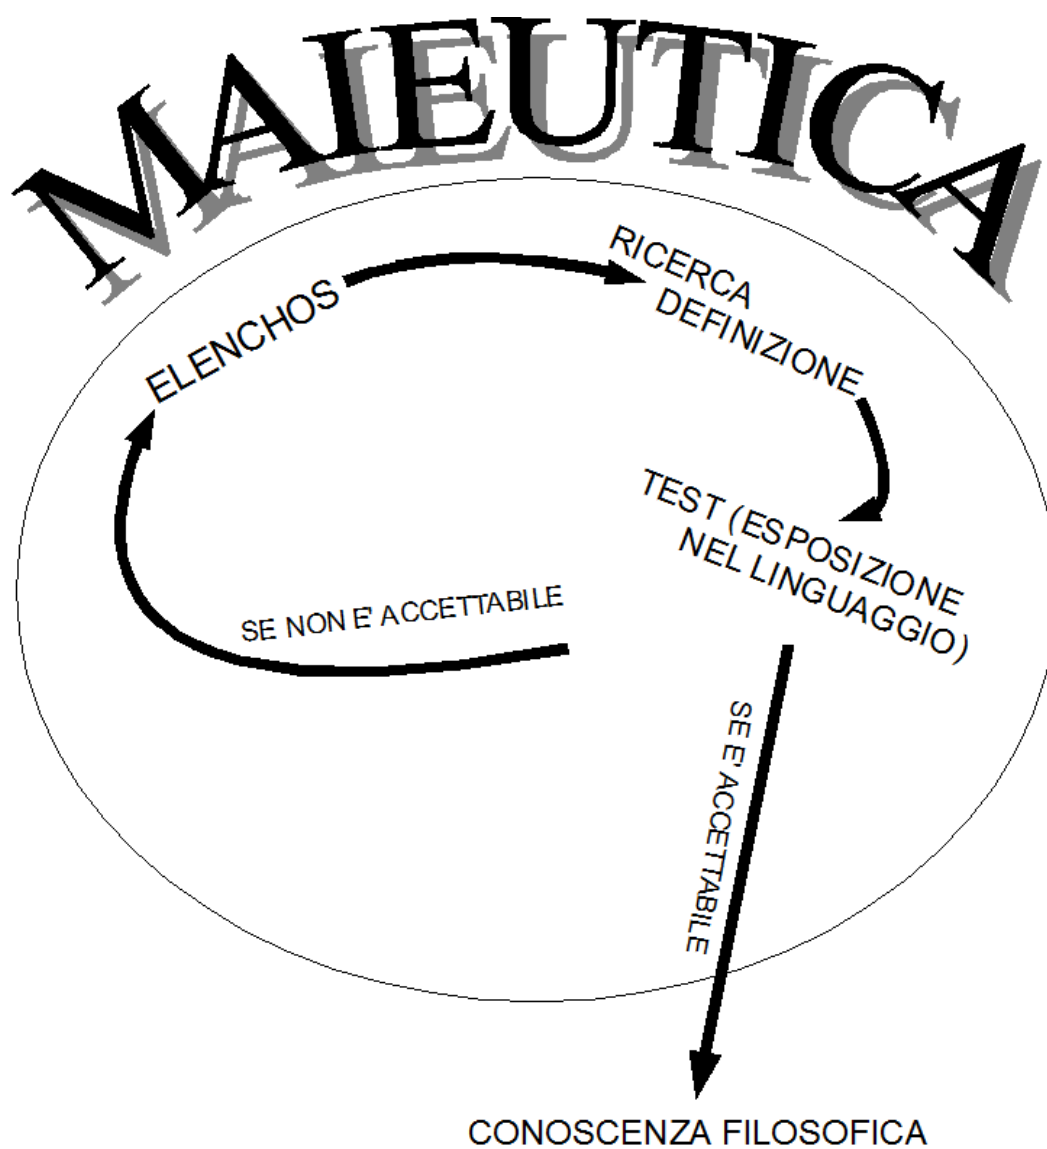 MAIEUTICA
ELENCHOS
RICERCA
DEFINIZIONE
TEST (ESPOSIZIONE
NEL LINGUAGGIO)
SE NON E' ACCETTABILE
SE E' ACCETTABILE
CONOSCENZA FILOSOFICA